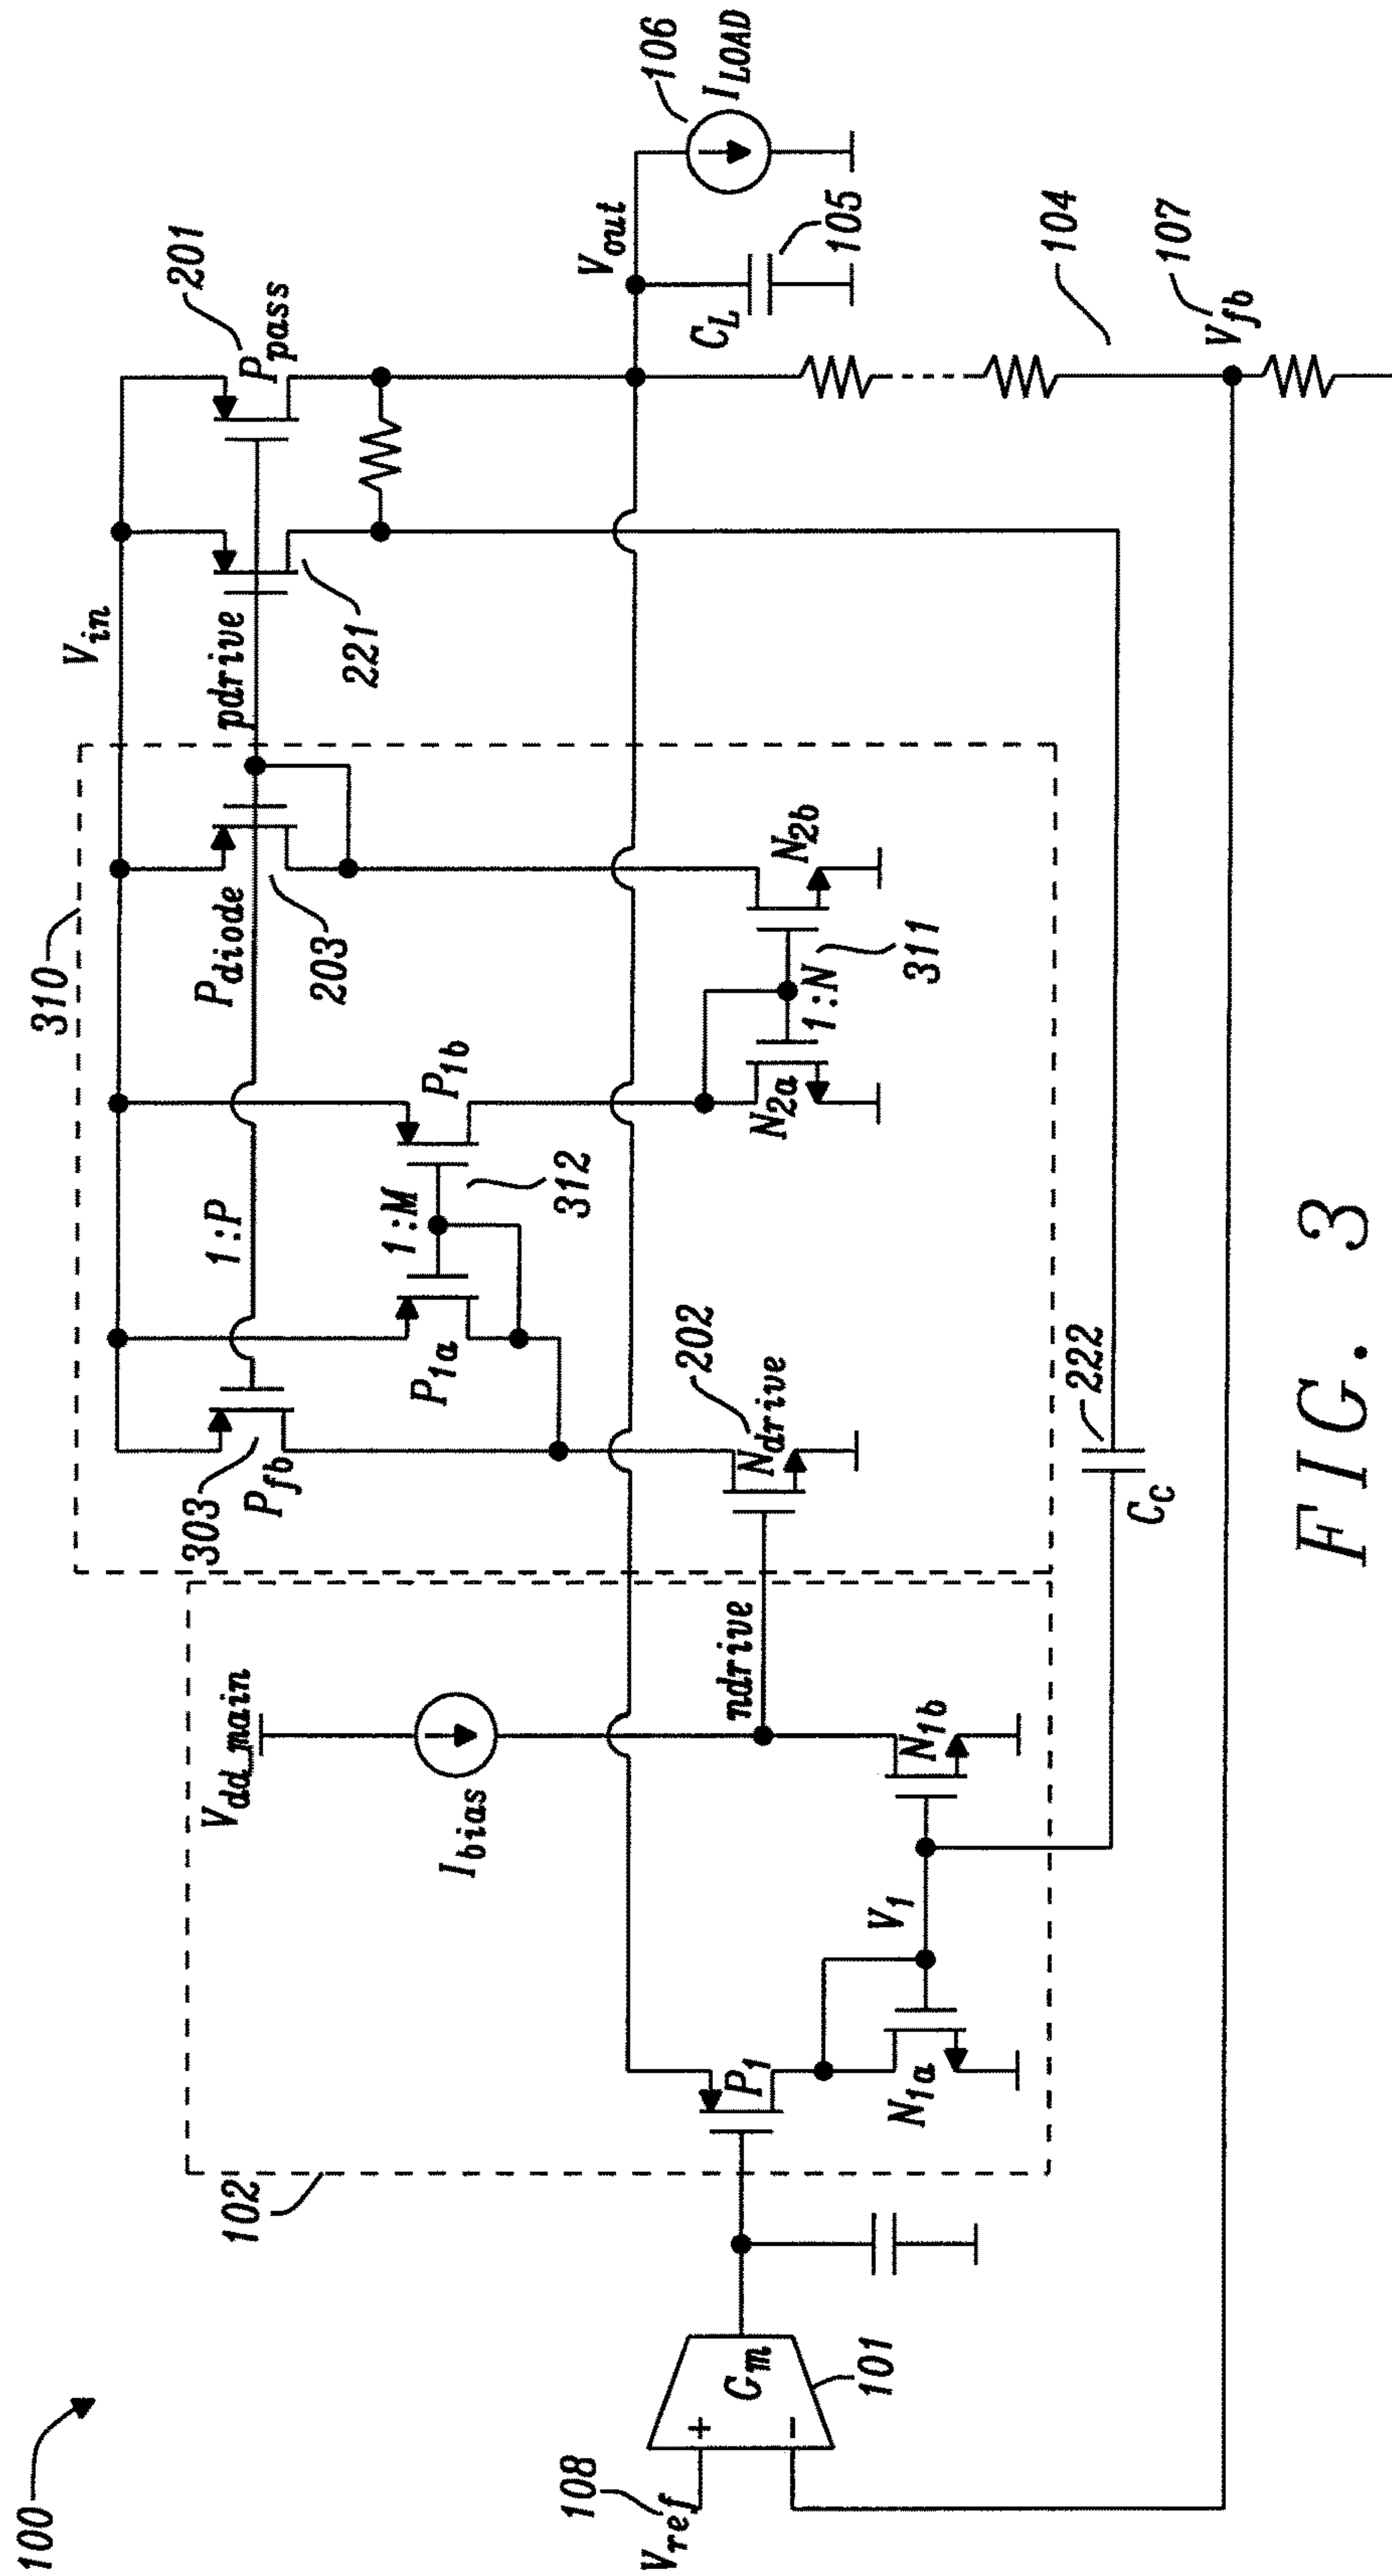 100
310
V_in
201
P_pass
pdrive
221
P_diode
203
1:P
303
P_fb
1:M
P_1a
P_1b
312
V_out
106
I_LOAD
C_L
105
104
107
V_fb
N_2a
1:N
N_2b
311
202
N_drive
222
C_C
102
V_dd_main
I_bias
ndrive
V_1
N_1a
N_1b
P_1
108
V_ref
+
−
G_m
101
FIG. 3